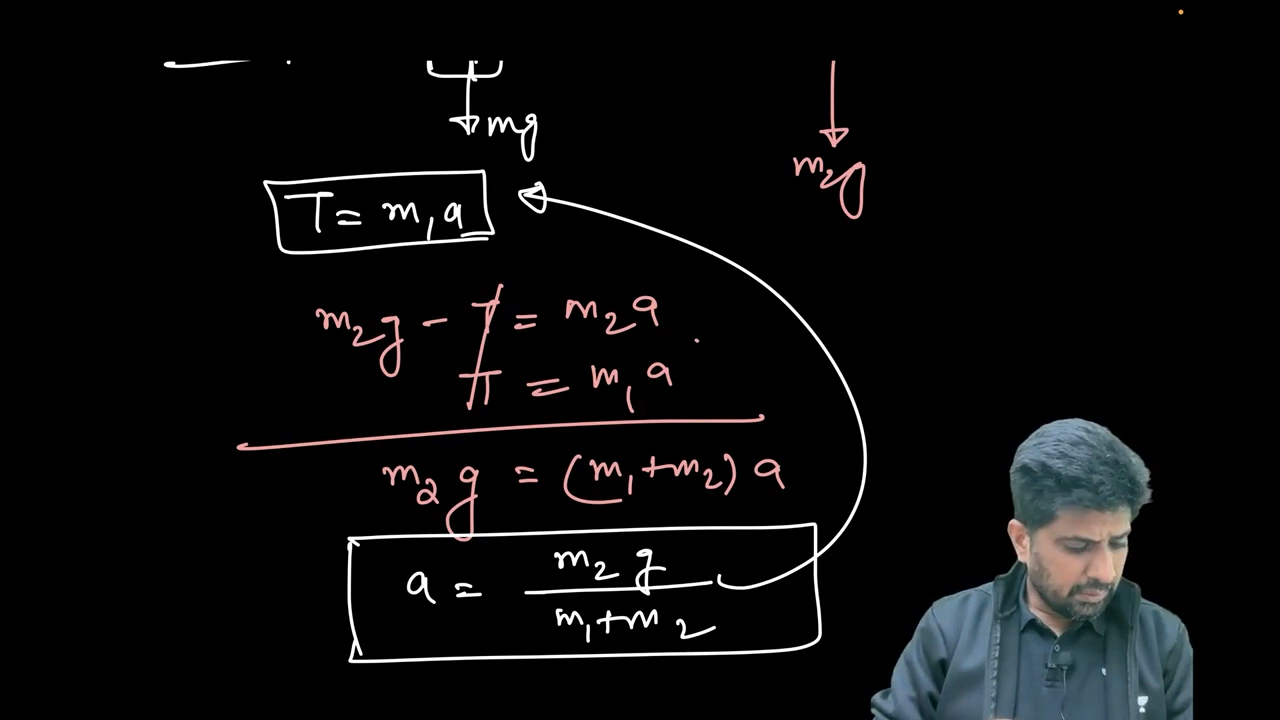 mg
m₂g
T = m₁a
m₂g - T = m₂a
T = m₁a
m₂g = (m₁+m₂) a
a = m₂g / m₁+m₂